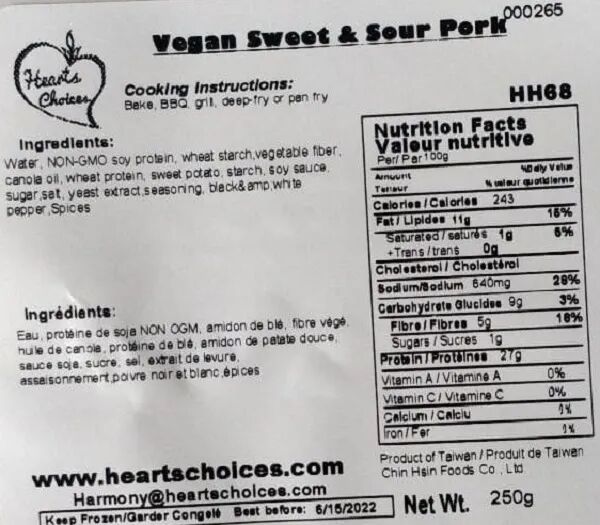 000265
Vegan Sweet & Sour Pork
Hearts
Choices
Cooking Instructions:
Bake, BBQ, grill, deep-fry or pan fry
HH68
Ingredients:
Water, NON-GMO soy protein, wheat starch,vegetable fiber,
canola oil, wheat protein, sweet potato, starch, soy sauce,
sugar,salt, yeast extract,seasoning, black&amp,white
pepper,Spices
Ingrédients:
Eau, protéine de soja NON OGM, amidon de blé, fibre végé,
huile de canola, protéine de blé, amidon de patate douce,
sauce soja, sucre, sel, extrait de levure,
assaisonnement,poivre noir et blanc,épices
Nutrition Facts
Valeur nutritive
Per/ Par 100g
Amount %Daily Value
Teneur % valeur quotidienne
Calories / Calories 243
Fat / Lipides 11g 15%
Saturated / saturés 1g 5%
+Trans / trans 0g
Cholesterol / Cholestérol
Sodium/Sodium 640mg 28%
Carbohydrate Glucides 9g 3%
Fibre / Fibres 5g 18%
Sugars / Sucres 1g
Protein / Protéines 27g
Vitamin A / Vitamine A 0%
Vitamin C / Vitamine C 0%
Calcium / Calciu
Iron / Fer
Product of Taiwan / Produit de Taiwan
Chin Hsin Foods Co., Ltd.
www.heartschoices.com
Harmony@heartschoices.com
Keep Frozen/Garder Congelé Best before: 6/15/2022
Net Wt. 250g